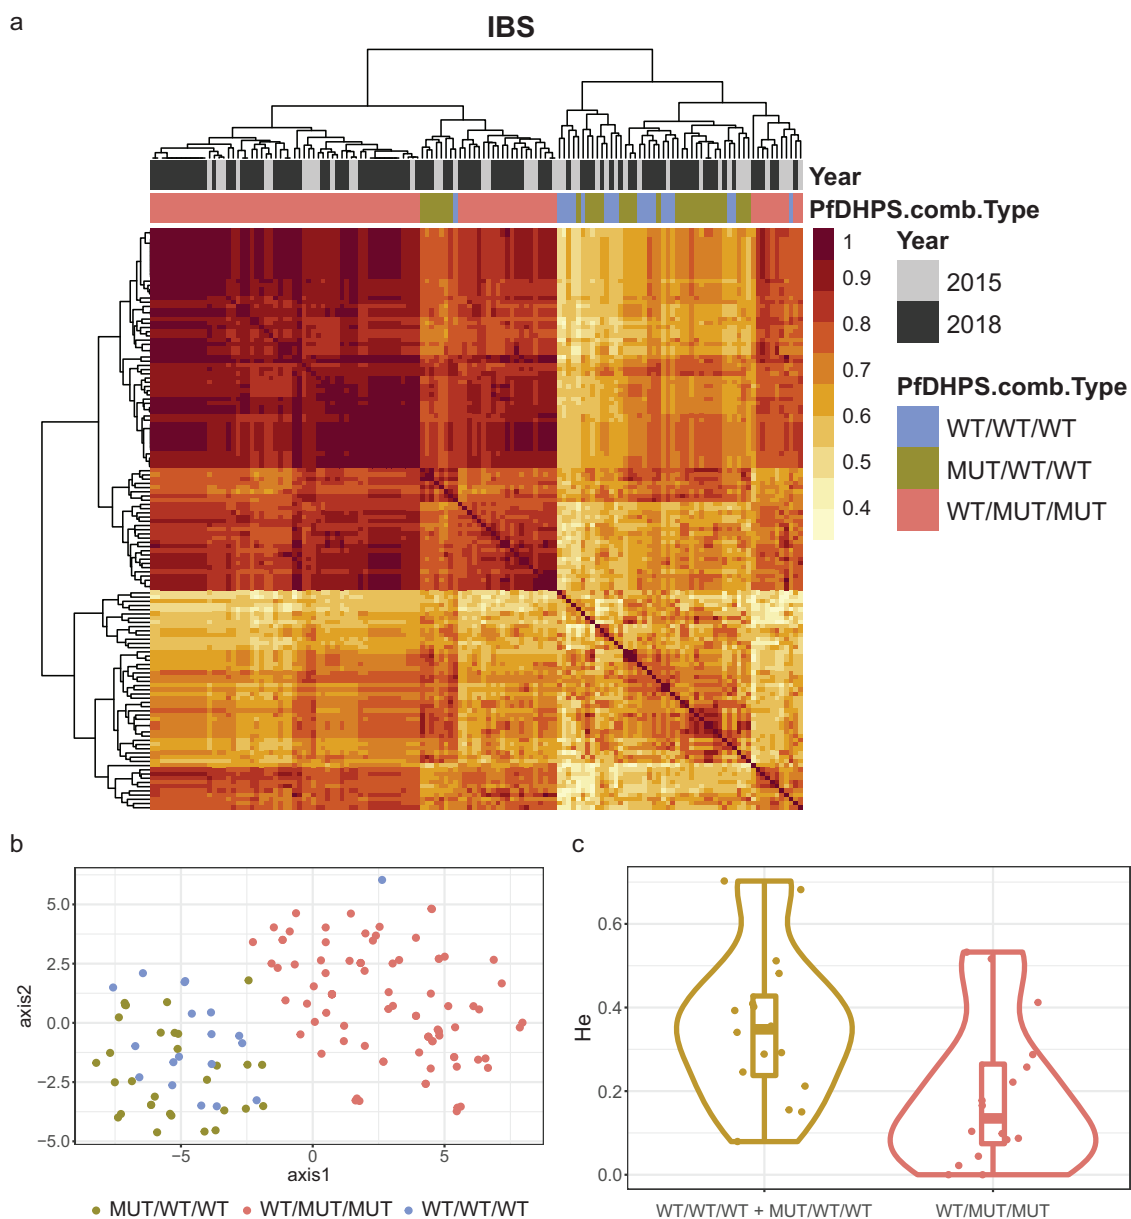 a
IBS
Year
PfDHPS.comb.Type
1
0.9
0.8
0.7
0.6
0.5
0.4
Year
2015
2018
PfDHPS.comb.Type
WT/WT/WT
MUT/WT/WT
WT/MUT/MUT
b
axis2
5.0
2.5
0.0
−2.5
−5.0
−5
0
5
axis1
MUT/WT/WT
WT/MUT/MUT
WT/WT/WT
c
He
0.6
0.4
0.2
0.0
WT/WT/WT + MUT/WT/WT
WT/MUT/MUT